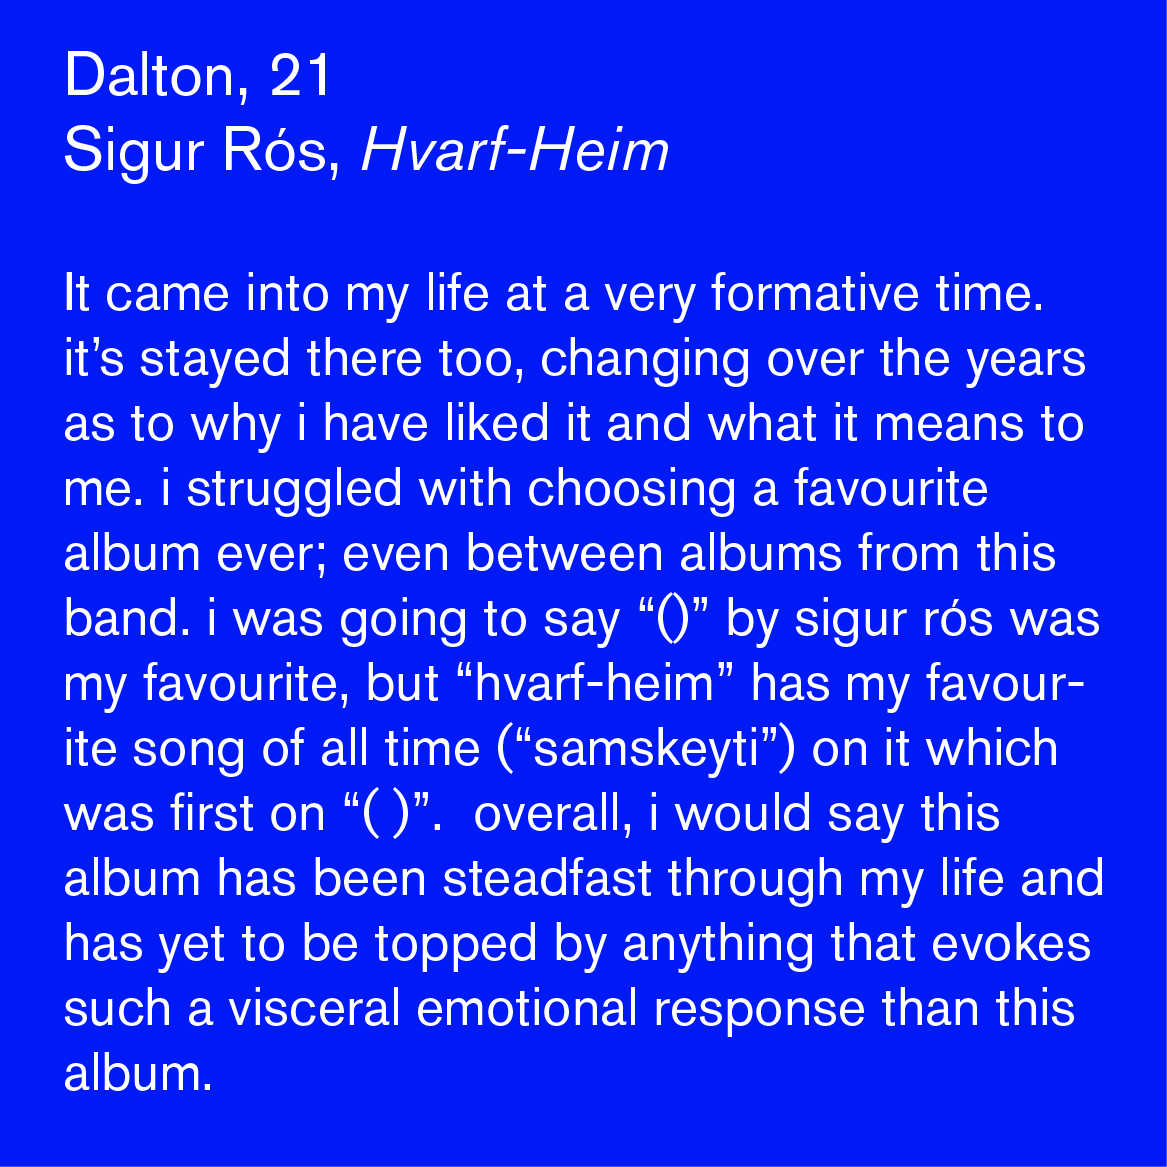 Dalton, 21
Sigur Rós, Hvarf-Heim
It came into my life at a very formative time.
it’s stayed there too, changing over the years
as to why i have liked it and what it means to
me. i struggled with choosing a favourite
album ever; even between albums from this
band. i was going to say “()” by sigur rós was
my favourite, but “hvarf-heim” has my favour-
ite song of all time (“samskeyti”) on it which
was first on “( )”.  overall, i would say this
album has been steadfast through my life and
has yet to be topped by anything that evokes
such a visceral emotional response than this
album.